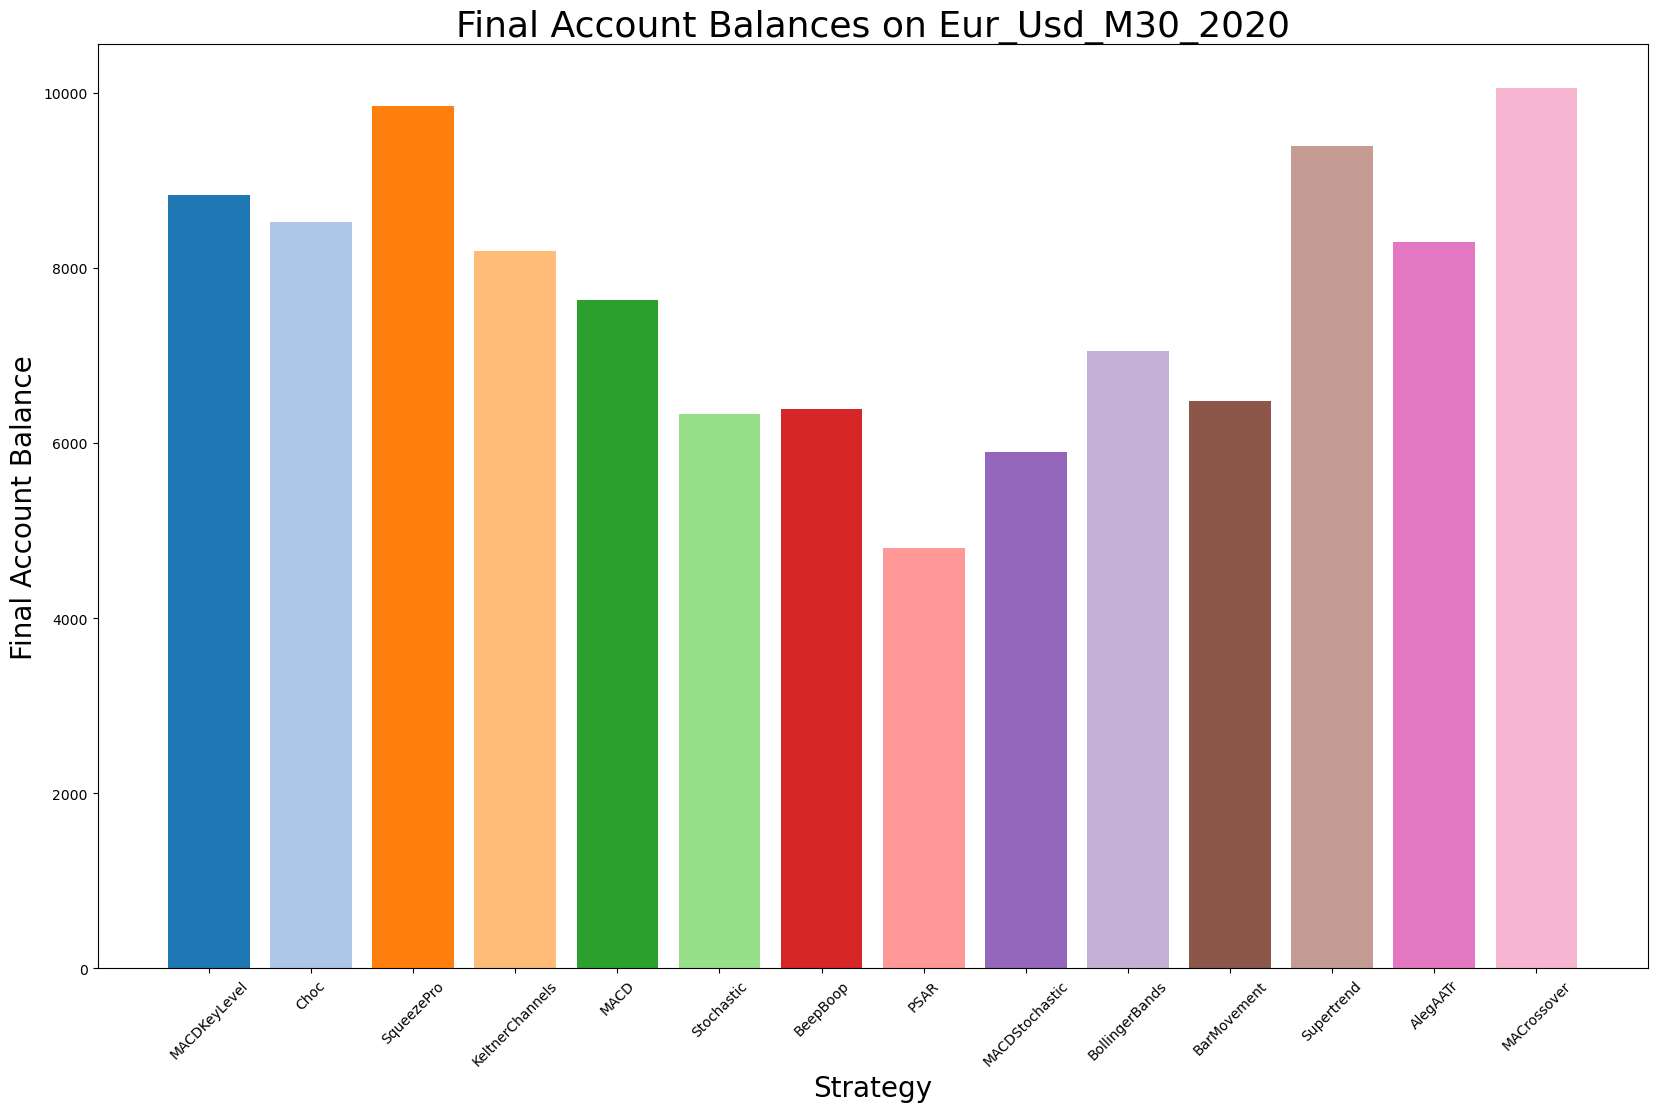 Final Account Balances on Eur_Usd_M30_2020
Final Account Balance
10000
8000
6000
4000
2000
0
MACDKeyLevel
Choc
SqueezePro
KeltnerChannels
MACD
Stochastic
BeepBoop
PSAR
MACDStochastic
BollingerBands
BarMovement
Supertrend
AlegAATr
MACrossover
Strategy